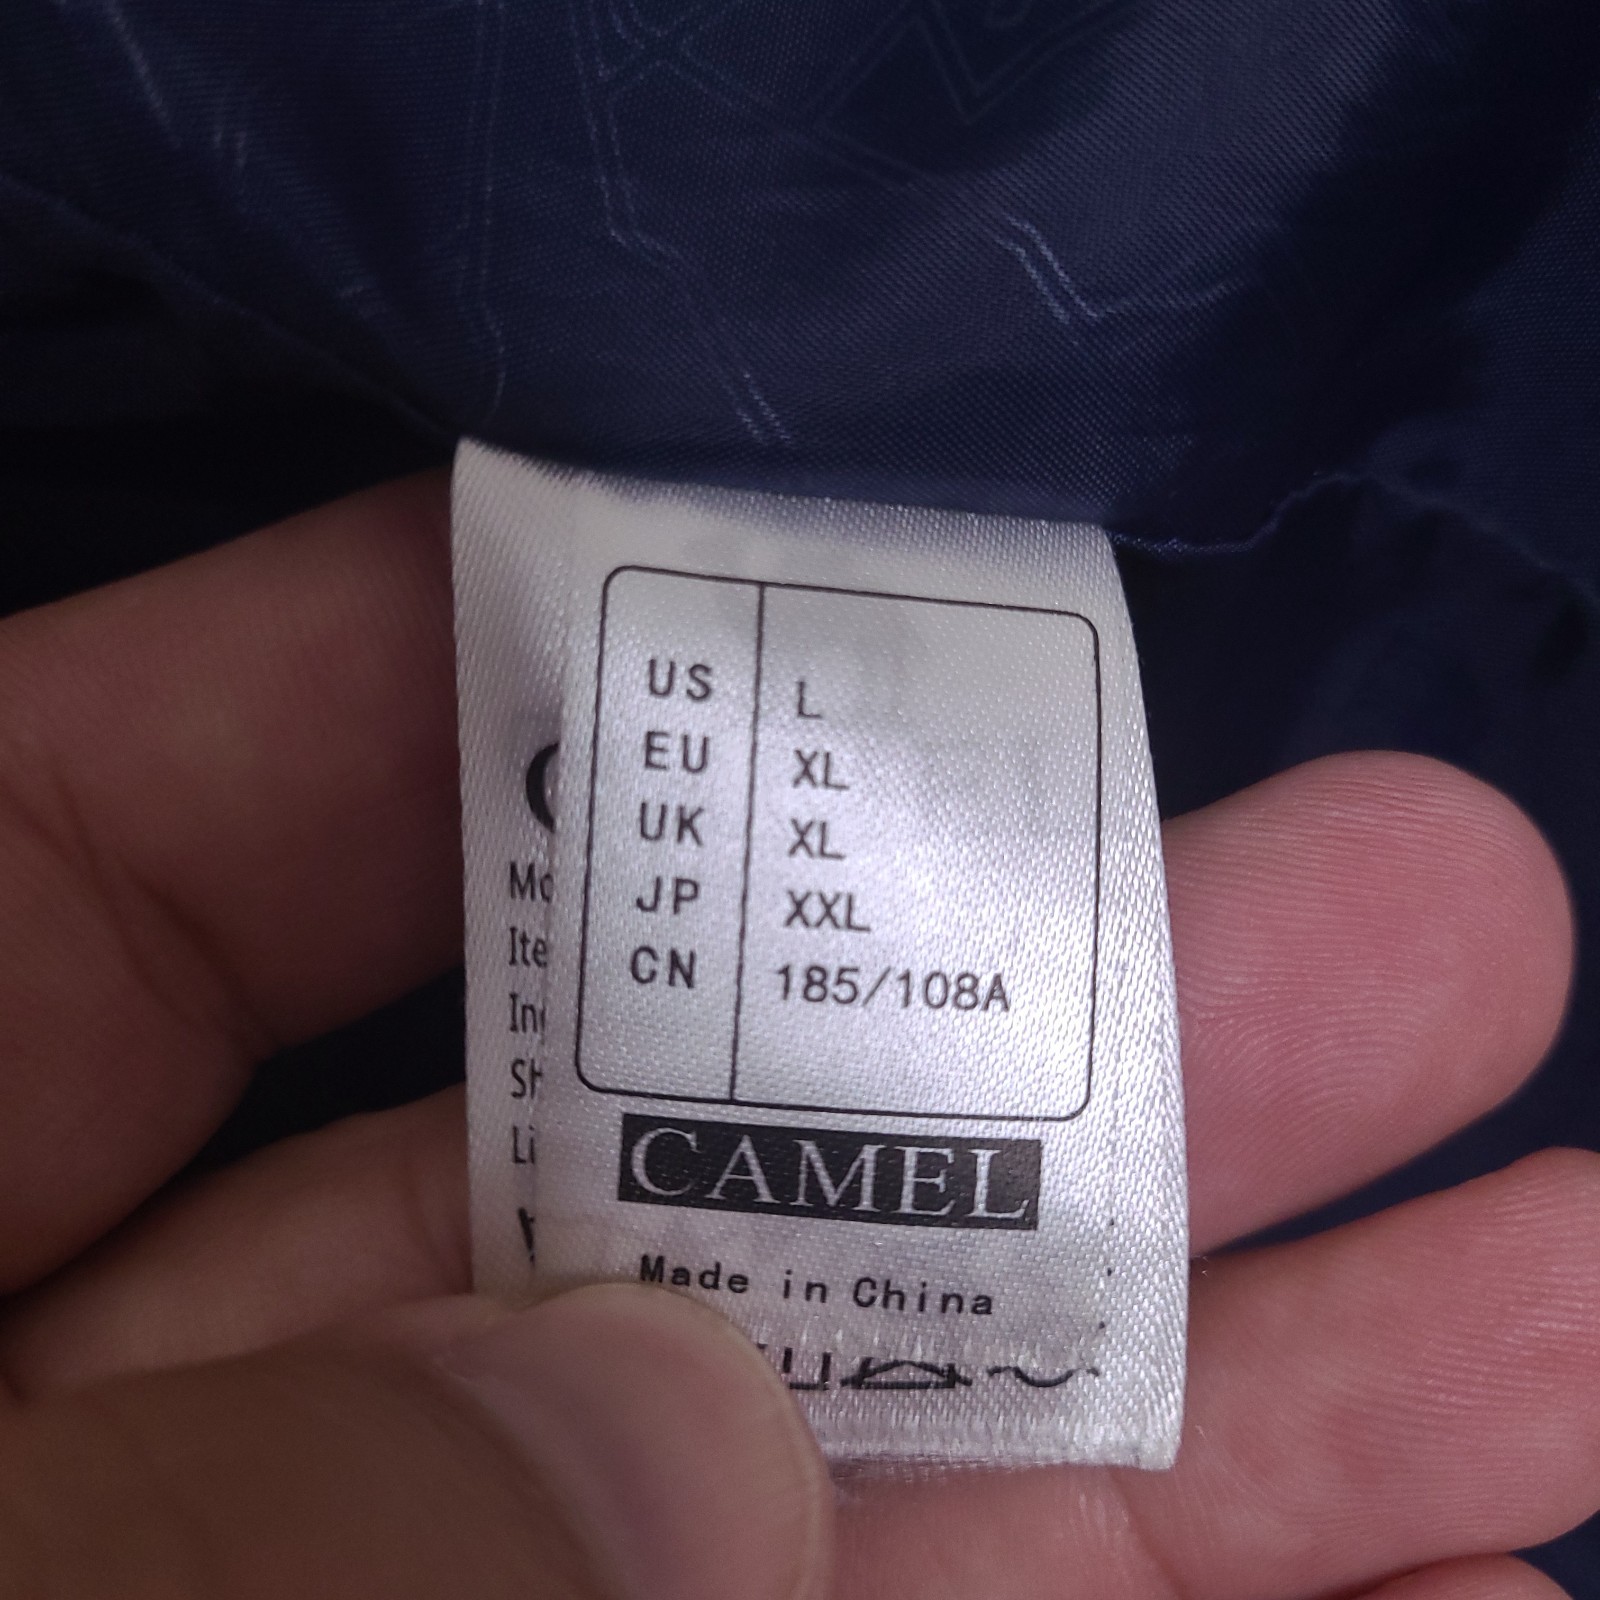 US L
EU XL
UK XL
JP XXL
CN 185/108A
CAMEL
Made in China